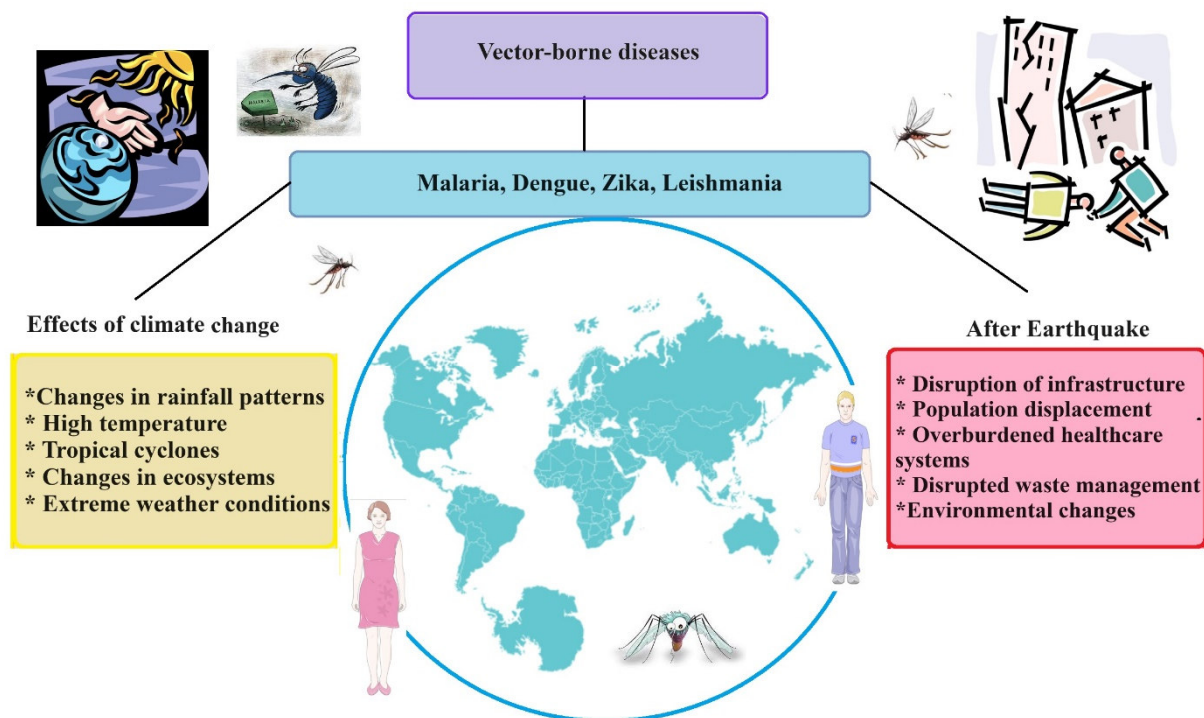 Vector-borne diseases
Malaria, Dengue, Zika, Leishmania
Effects of climate change
*Changes in rainfall patterns
* High temperature
* Tropical cyclones
* Changes in ecosystems
* Extreme weather conditions
After Earthquake
* Disruption of infrastructure
* Population displacement
* Overburdened healthcare
systems
* Disrupted waste management
*Environmental changes